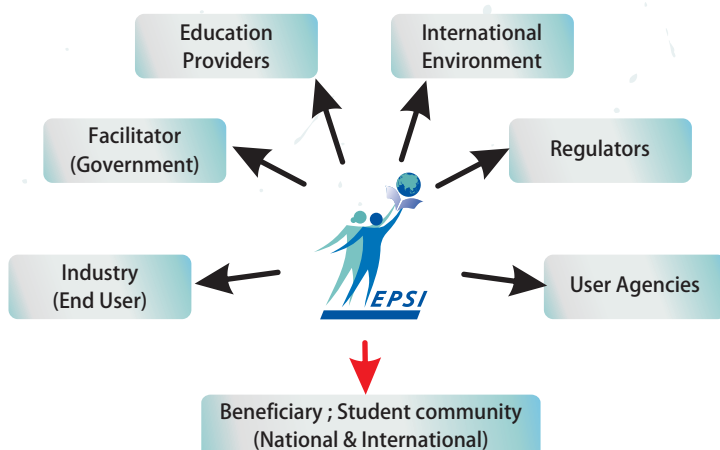 Education
Providers
International
Environment
Facilitator
(Government)
Regulators
Industry
(End User)
EPSI
User Agencies
Beneficiary ; Student community
(National & International)